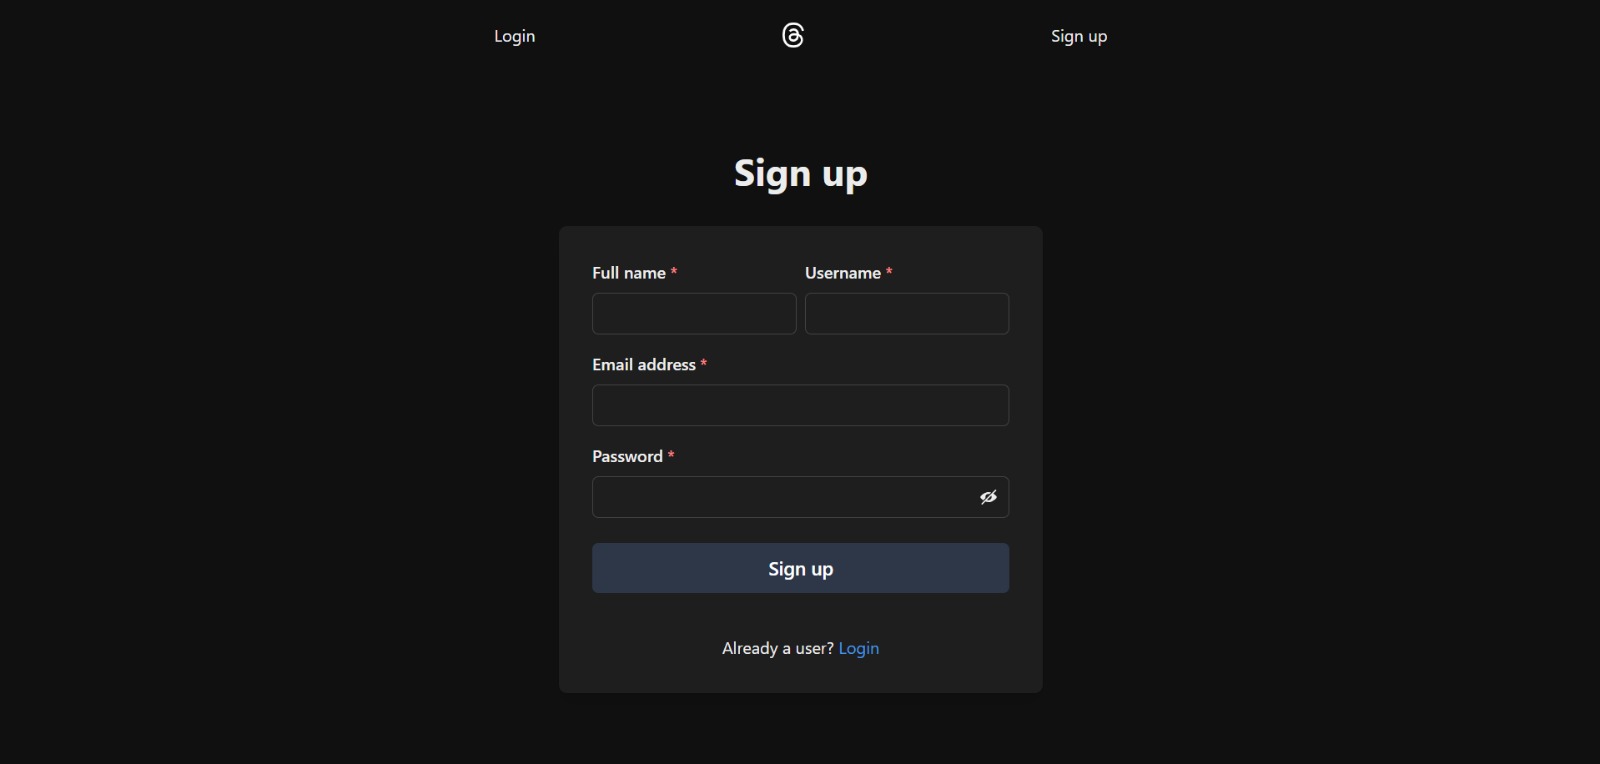 Login Sign up
Sign up
Full name * Username *
Email address *
Password *
Sign up
Already a user? Login